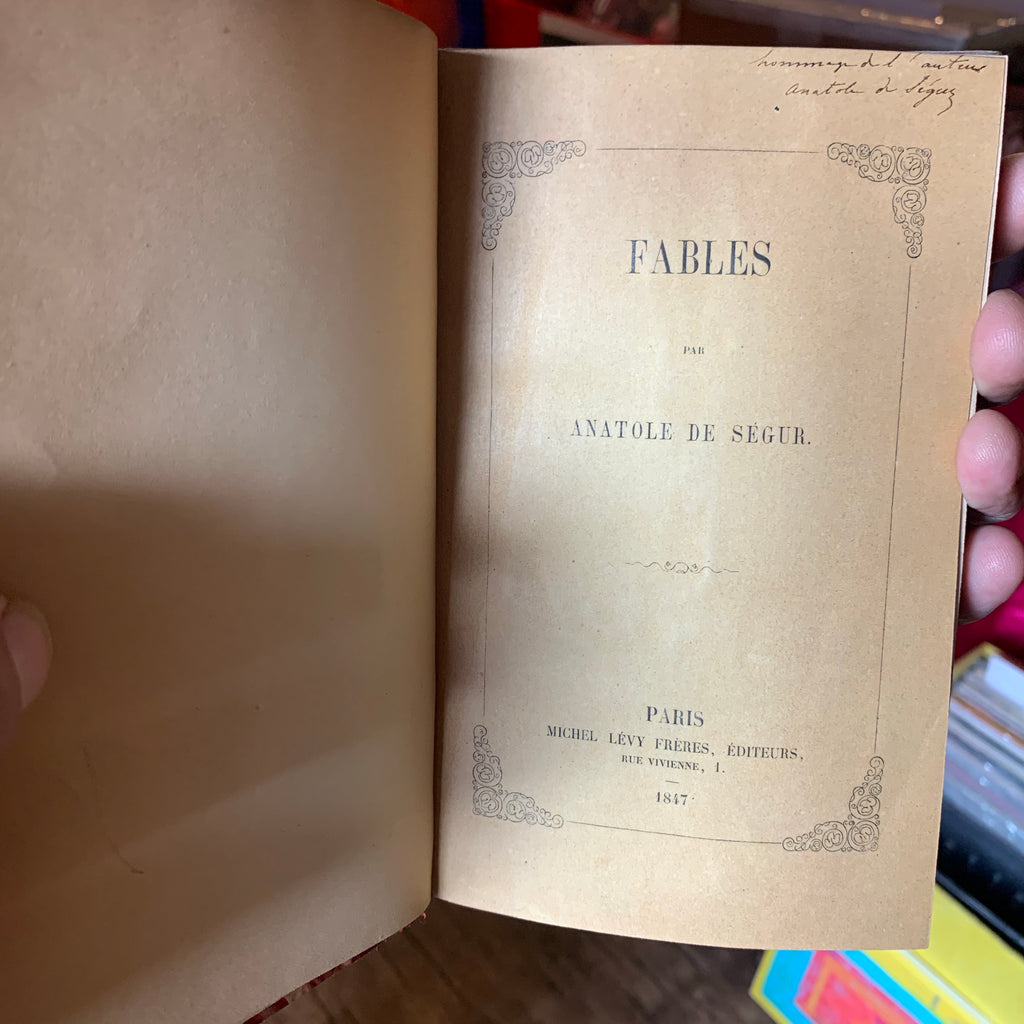 hommage de l'auteur
Anatole de Ségur
FABLES
PAR
ANATOLE DE SÉGUR.
PARIS
MICHEL LÉVY FRÈRES, ÉDITEURS,
RUE VIVIENNE, 1.
1847